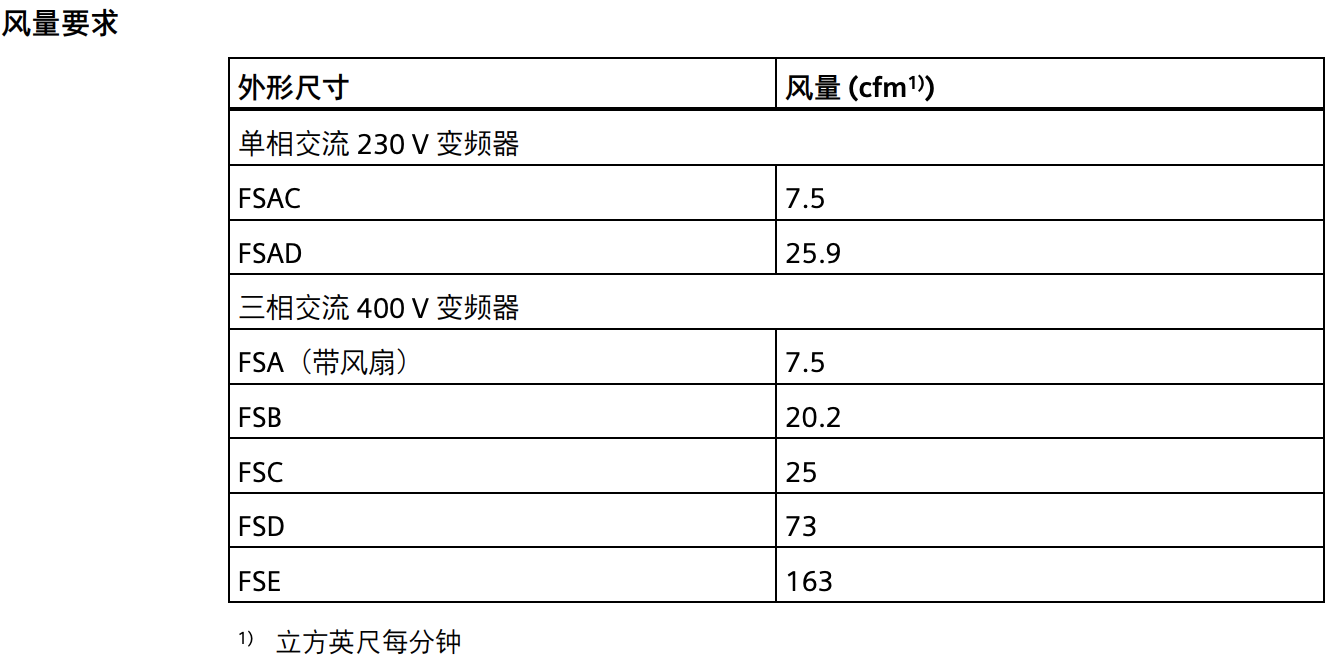 风量要求
外形尺寸 风量 (cfm¹⁾)
单相交流 230 V 变频器
FSAC 7.5
FSAD 25.9
三相交流 400 V 变频器
FSA（带风扇） 7.5
FSB 20.2
FSC 25
FSD 73
FSE 163
¹⁾ 立方英尺每分钟